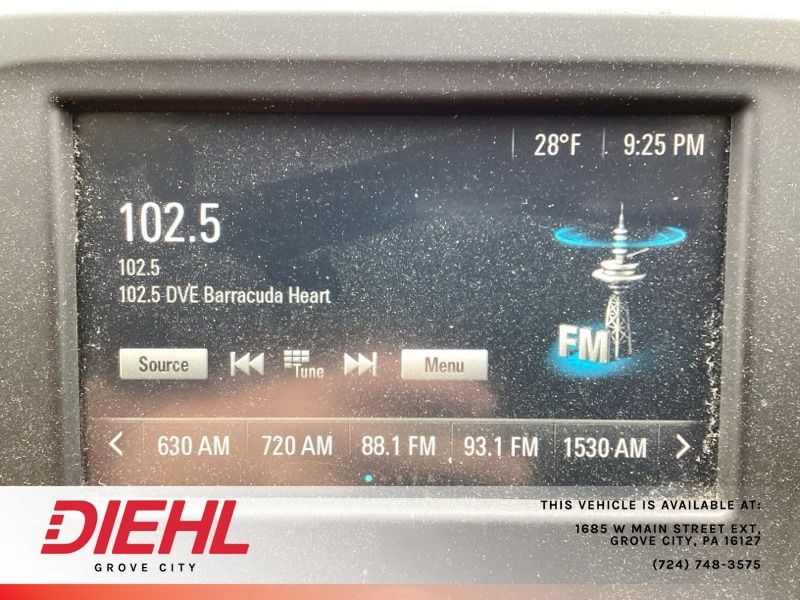 28°F 9:25 PM
102.5
102.5
102.5 DVE Barracuda Heart
FM
Source Tune Menu
630 AM 720 AM 88.1 FM 93.1 FM 1530 AM
DIEHL
GROVE CITY
THIS VEHICLE IS AVAILABLE AT:
1685 W MAIN STREET EXT,
GROVE CITY, PA 16127
(724) 748-3575